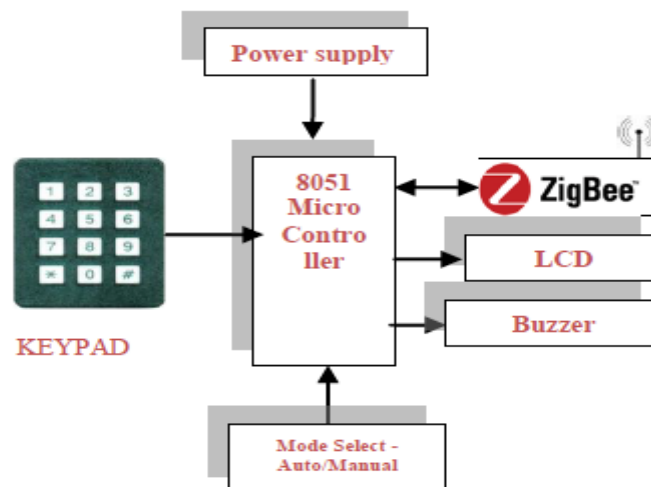 Power supply
1 2 3
4 5 6
7 8 9
* 0 #
KEYPAD
8051
Micro
Contro
ller
ZigBee™
LCD
Buzzer
Mode Select -
Auto/Manual